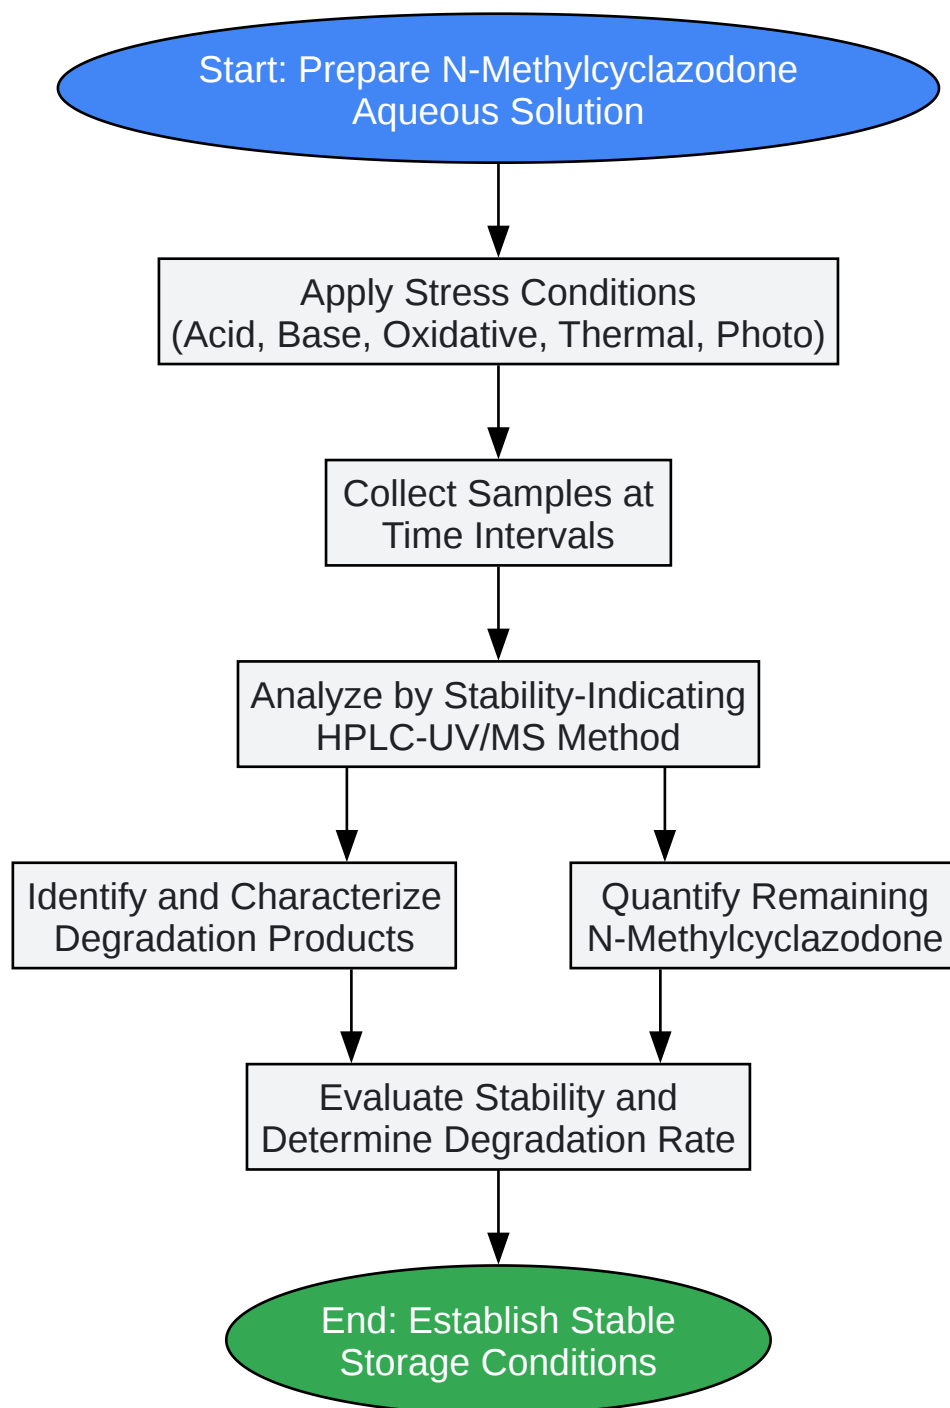 Start: Prepare N-Methylcyclazodone
Aqueous Solution
Apply Stress Conditions
(Acid, Base, Oxidative, Thermal, Photo)
Collect Samples at
Time Intervals
Analyze by Stability-Indicating
HPLC-UV/MS Method
Identify and Characterize
Degradation Products
Quantify Remaining
N-Methylcyclazodone
Evaluate Stability and
Determine Degradation Rate
End: Establish Stable
Storage Conditions